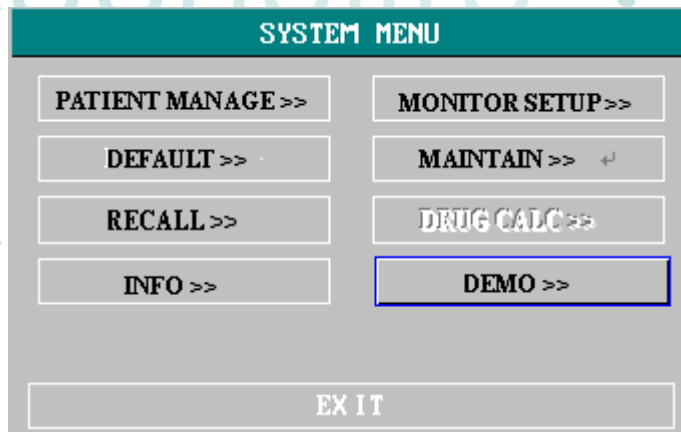 SYSTEM MENU
PATIENT MANAGE >> MONITOR SETUP>>
DEFAULT >> MAINTAIN >> ↵
RECALL >> DRUG CALC >>
INFO >> DEMO >>
EXIT